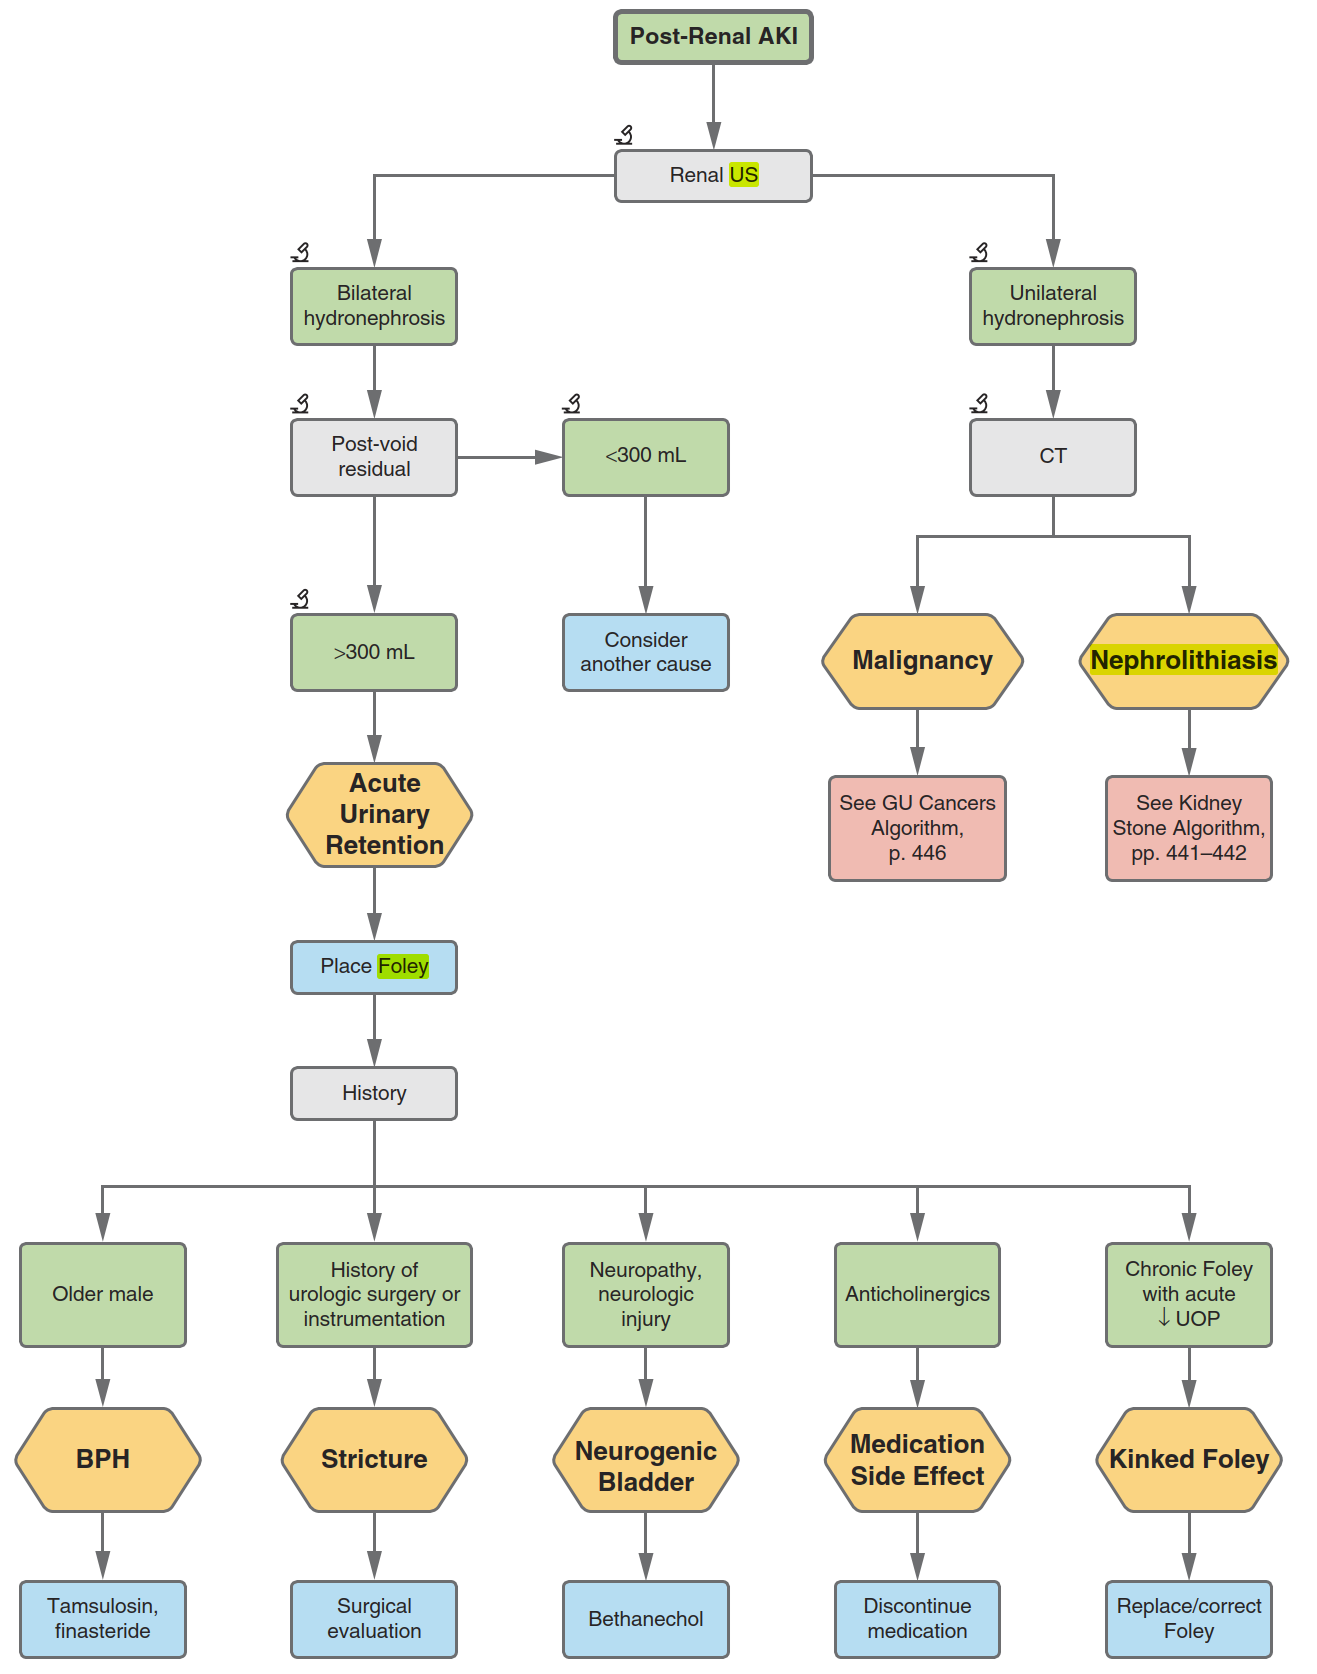 Post-Renal AKI
Renal US
Bilateral
hydronephrosis
Unilateral
hydronephrosis
Post-void
residual
<300 mL
CT
>300 mL
Consider
another cause
Malignancy
Nephrolithiasis
Acute
Urinary
Retention
See GU Cancers
Algorithm,
p. 446
See Kidney
Stone Algorithm,
pp. 441–442
Place Foley
History
Older male
History of
urologic surgery or
instrumentation
Neuropathy,
neurologic
injury
Anticholinergics
Chronic Foley
with acute
↓ UOP
BPH
Stricture
Neurogenic
Bladder
Medication
Side Effect
Kinked Foley
Tamsulosin,
finasteride
Surgical
evaluation
Bethanechol
Discontinue
medication
Replace/correct
Foley